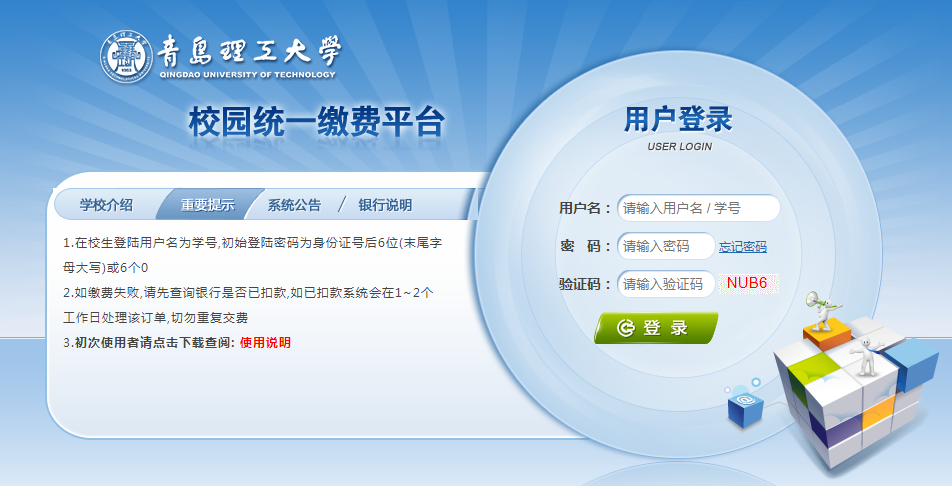 青岛理工大学
QINGDAO UNIVERSITY OF TECHNOLOGY
校园统一缴费平台
学校介绍 重要提示 系统公告 / 银行说明
1.在校生登陆用户名为学号,初始登陆密码为身份证号后6位(末尾字
母大写)或6个0
2.如缴费失败,请先查询银行是否已扣款,如已扣款系统会在1~2个
工作日处理该订单,切勿重复交费
3.初次使用者请点击下载查阅: 使用说明
用户登录
USER LOGIN
用户名： 请输入用户名 / 学号
密 码： 请输入密码 忘记密码
验证码： 请输入验证码 NUB6
登 录
@